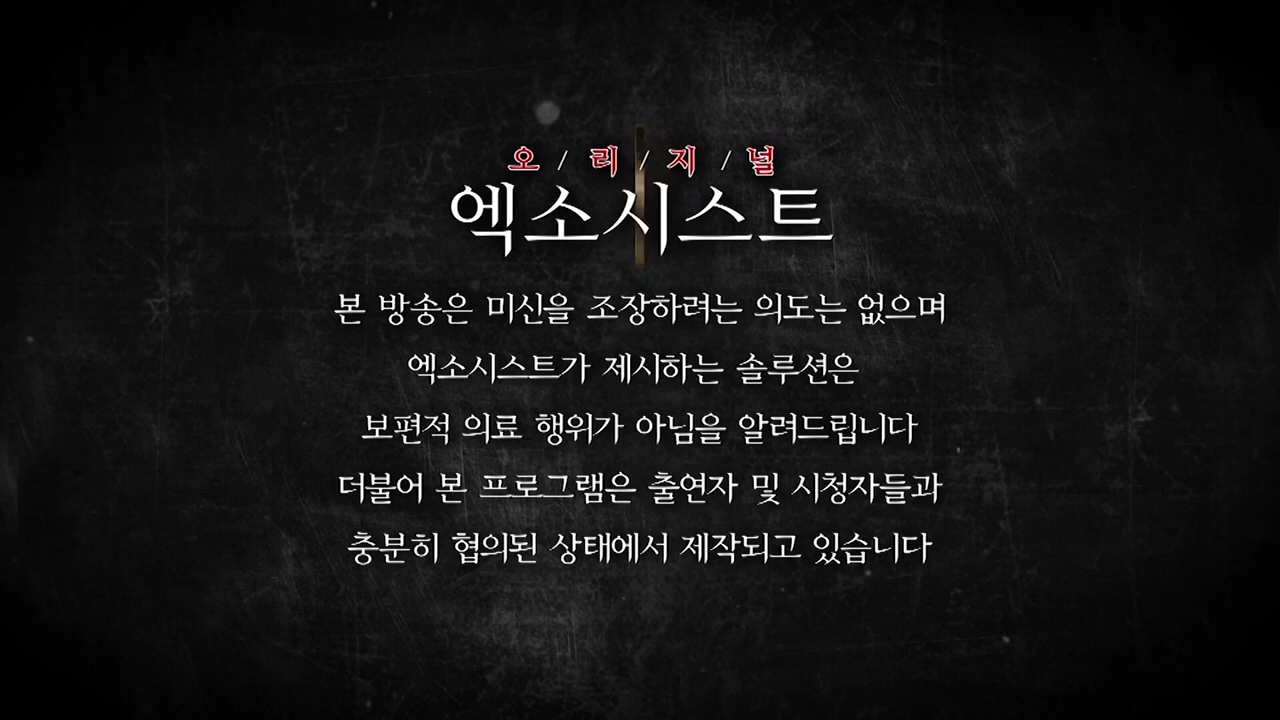 오/리/지/널
엑소시스트
본 방송은 미신을 조장하려는 의도는 없으며
엑소시스트가 제시하는 솔루션은
보편적 의료 행위가 아님을 알려드립니다
더불어 본 프로그램은 출연자 및 시청자들과
충분히 협의된 상태에서 제작되고 있습니다